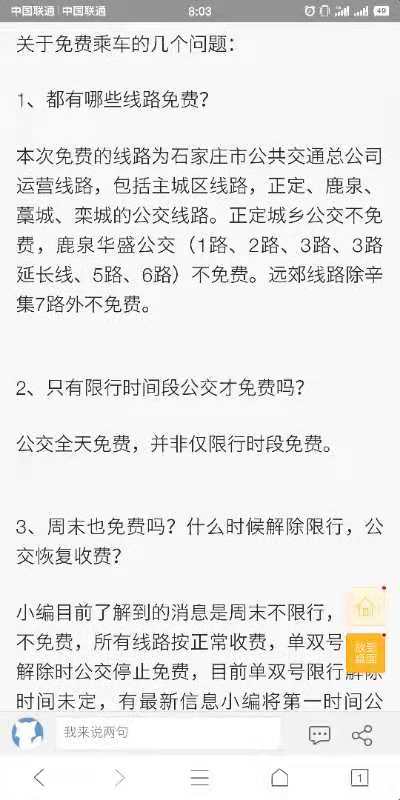 中国联通 中国联通
8:03
49
关于免费乘车的几个问题：
1、都有哪些线路免费？
本次免费的线路为石家庄市公共交通总公司
运营线路，包括主城区线路，正定、鹿泉、
藁城、栾城的公交线路。正定城乡公交不免
费，鹿泉华盛公交（1路、2路、3路、3路
延长线、5路、6路）不免费。远郊线路除辛
集7路外不免费。
2、只有限行时间段公交才免费吗？
公交全天免费，并非仅限行时段免费。
3、周末也免费吗？什么时候解除限行，公
交恢复收费？
小编目前了解到的消息是周末不限行，
不免费，所有线路按正常收费，单双号
放至
桌面
解除时公交停止免费，目前单双号限行解除
时间未定，有最新信息小编将第一时间公
我来说两句
1